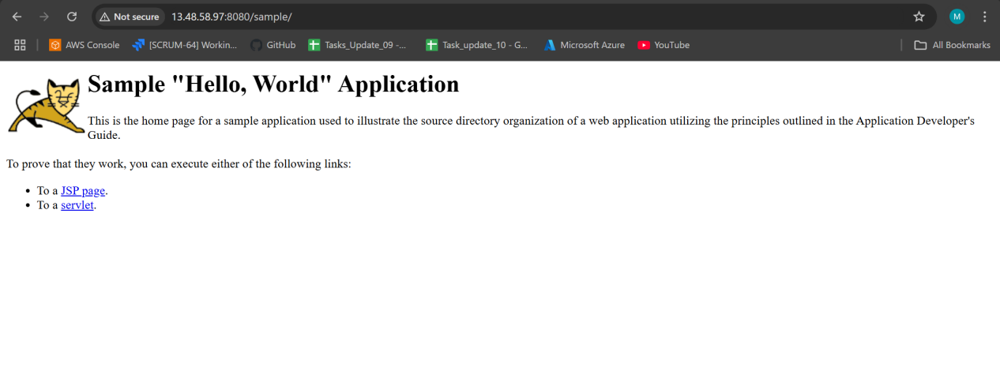 Not secure 13.48.58.97:8080/sample/ M
AWS Console [SCRUM-64] Workin... GitHub Tasks_Update_09 -... Task_update_10 - G... Microsoft Azure YouTube All Bookmarks
Sample "Hello, World" Application
This is the home page for a sample application used to illustrate the source directory organization of a web application utilizing the principles outlined in the Application Developer's
Guide.
To prove that they work, you can execute either of the following links:
• To a JSP page.
• To a servlet.